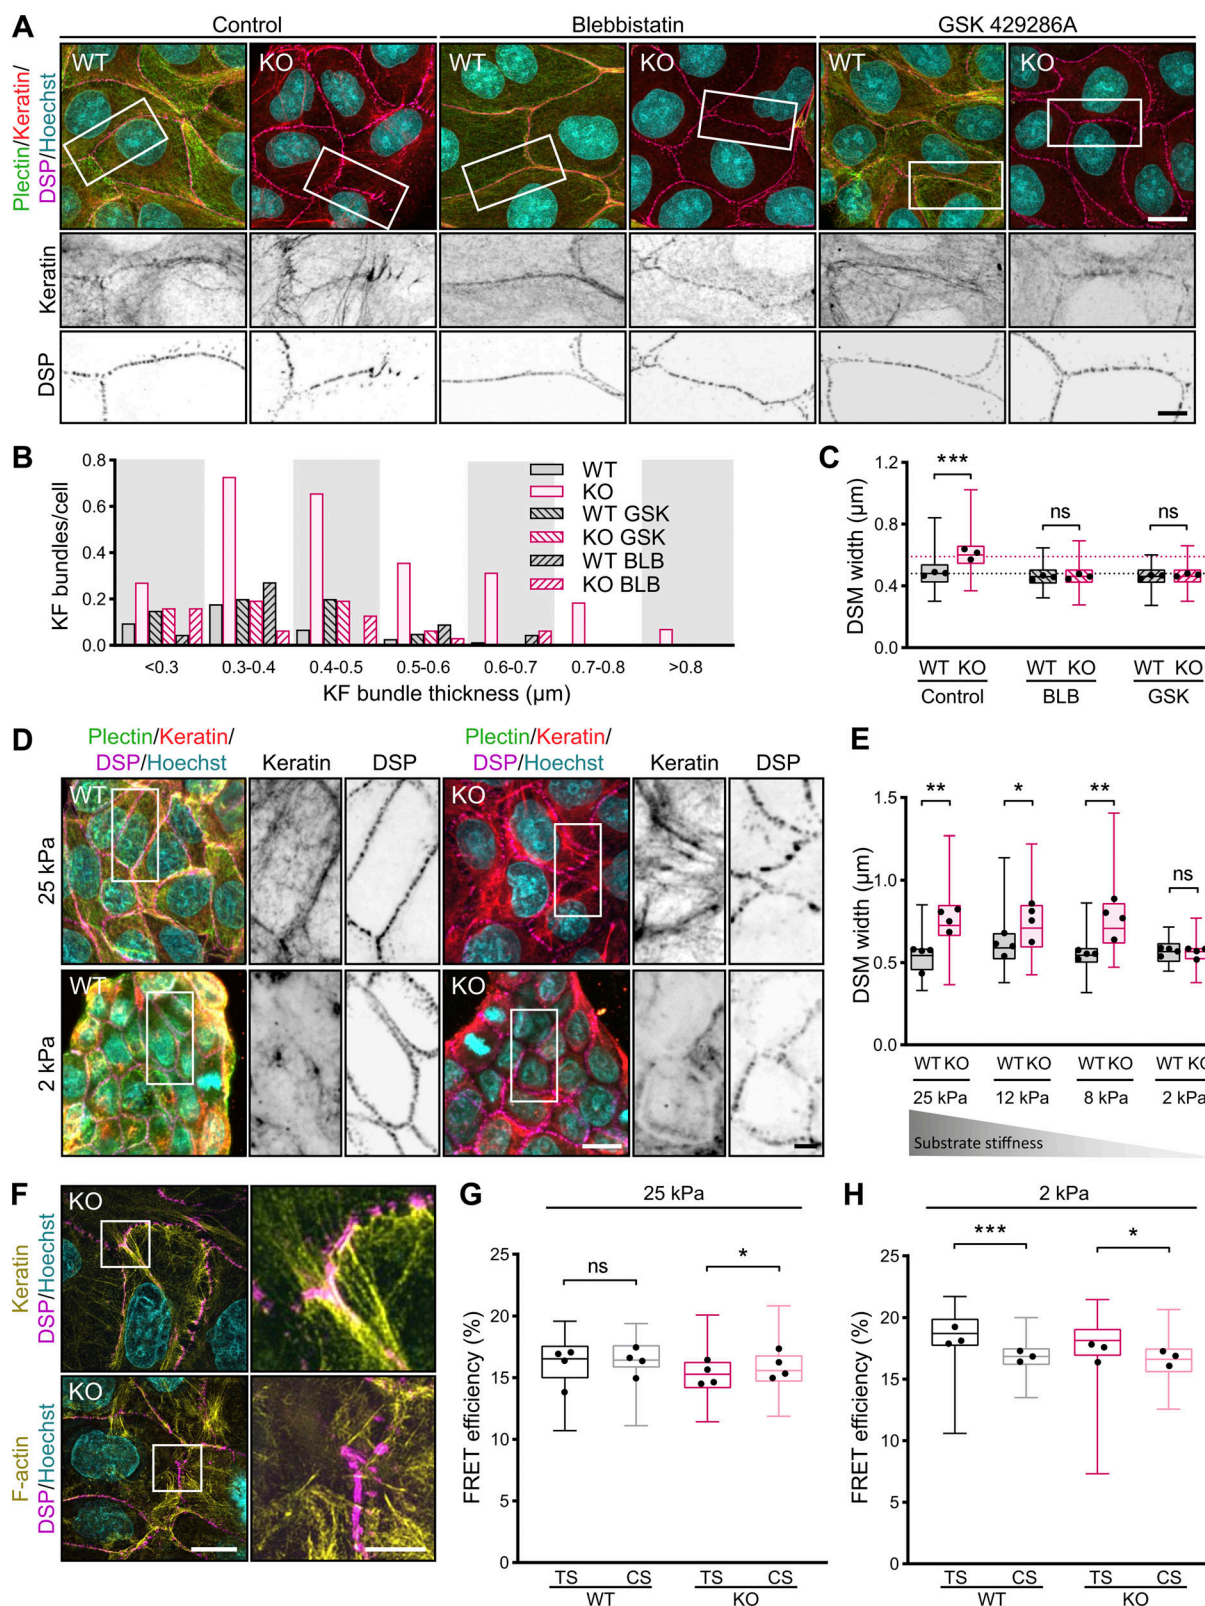 A
Control
Blebbistatin
GSK 429286A
Plectin/Keratin/
DSP/Hoechst
WT
KO
WT
KO
WT
KO
Keratin
DSP
B
KF bundles/cell
0.8
0.6
0.4
0.2
0.0
WT
KO
WT GSK
KO GSK
WT BLB
KO BLB
<0.3
0.3-0.4
0.4-0.5
0.5-0.6
0.6-0.7
0.7-0.8
>0.8
KF bundle thickness (µm)
C
DSM width (µm)
1.2
0.8
0.4
0.0
***
ns
ns
WT KO
WT KO
WT KO
Control
BLB
GSK
D
Plectin/Keratin/
DSP/Hoechst
Keratin
DSP
Plectin/Keratin/
DSP/Hoechst
Keratin
DSP
25 kPa
WT
KO
2 kPa
WT
KO
E
DSM width (µm)
1.5
1.0
0.5
0.0
**
*
**
ns
WT KO
WT KO
WT KO
WT KO
25 kPa
12 kPa
8 kPa
2 kPa
Substrate stiffness
F
Keratin
DSP/Hoechst
KO
F-actin
DSP/Hoechst
KO
G
25 kPa
FRET efficiency (%)
25
20
15
10
5
0
ns
*
TS
CS
TS
CS
WT
KO
H
2 kPa
FRET efficiency (%)
25
20
15
10
5
0
***
*
TS
CS
TS
CS
WT
KO